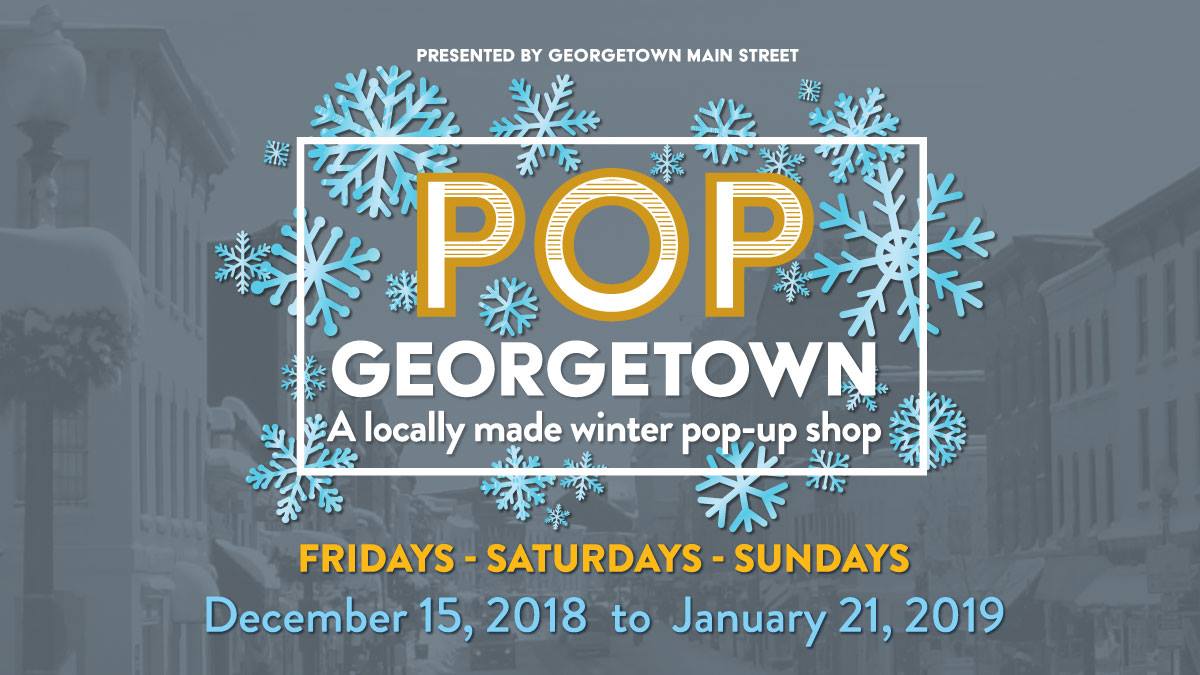 PRESENTED BY GEORGETOWN MAIN STREET
POP
GEORGETOWN
A locally made winter pop-up shop
FRIDAYS - SATURDAYS - SUNDAYS
December 15, 2018 to January 21, 2019